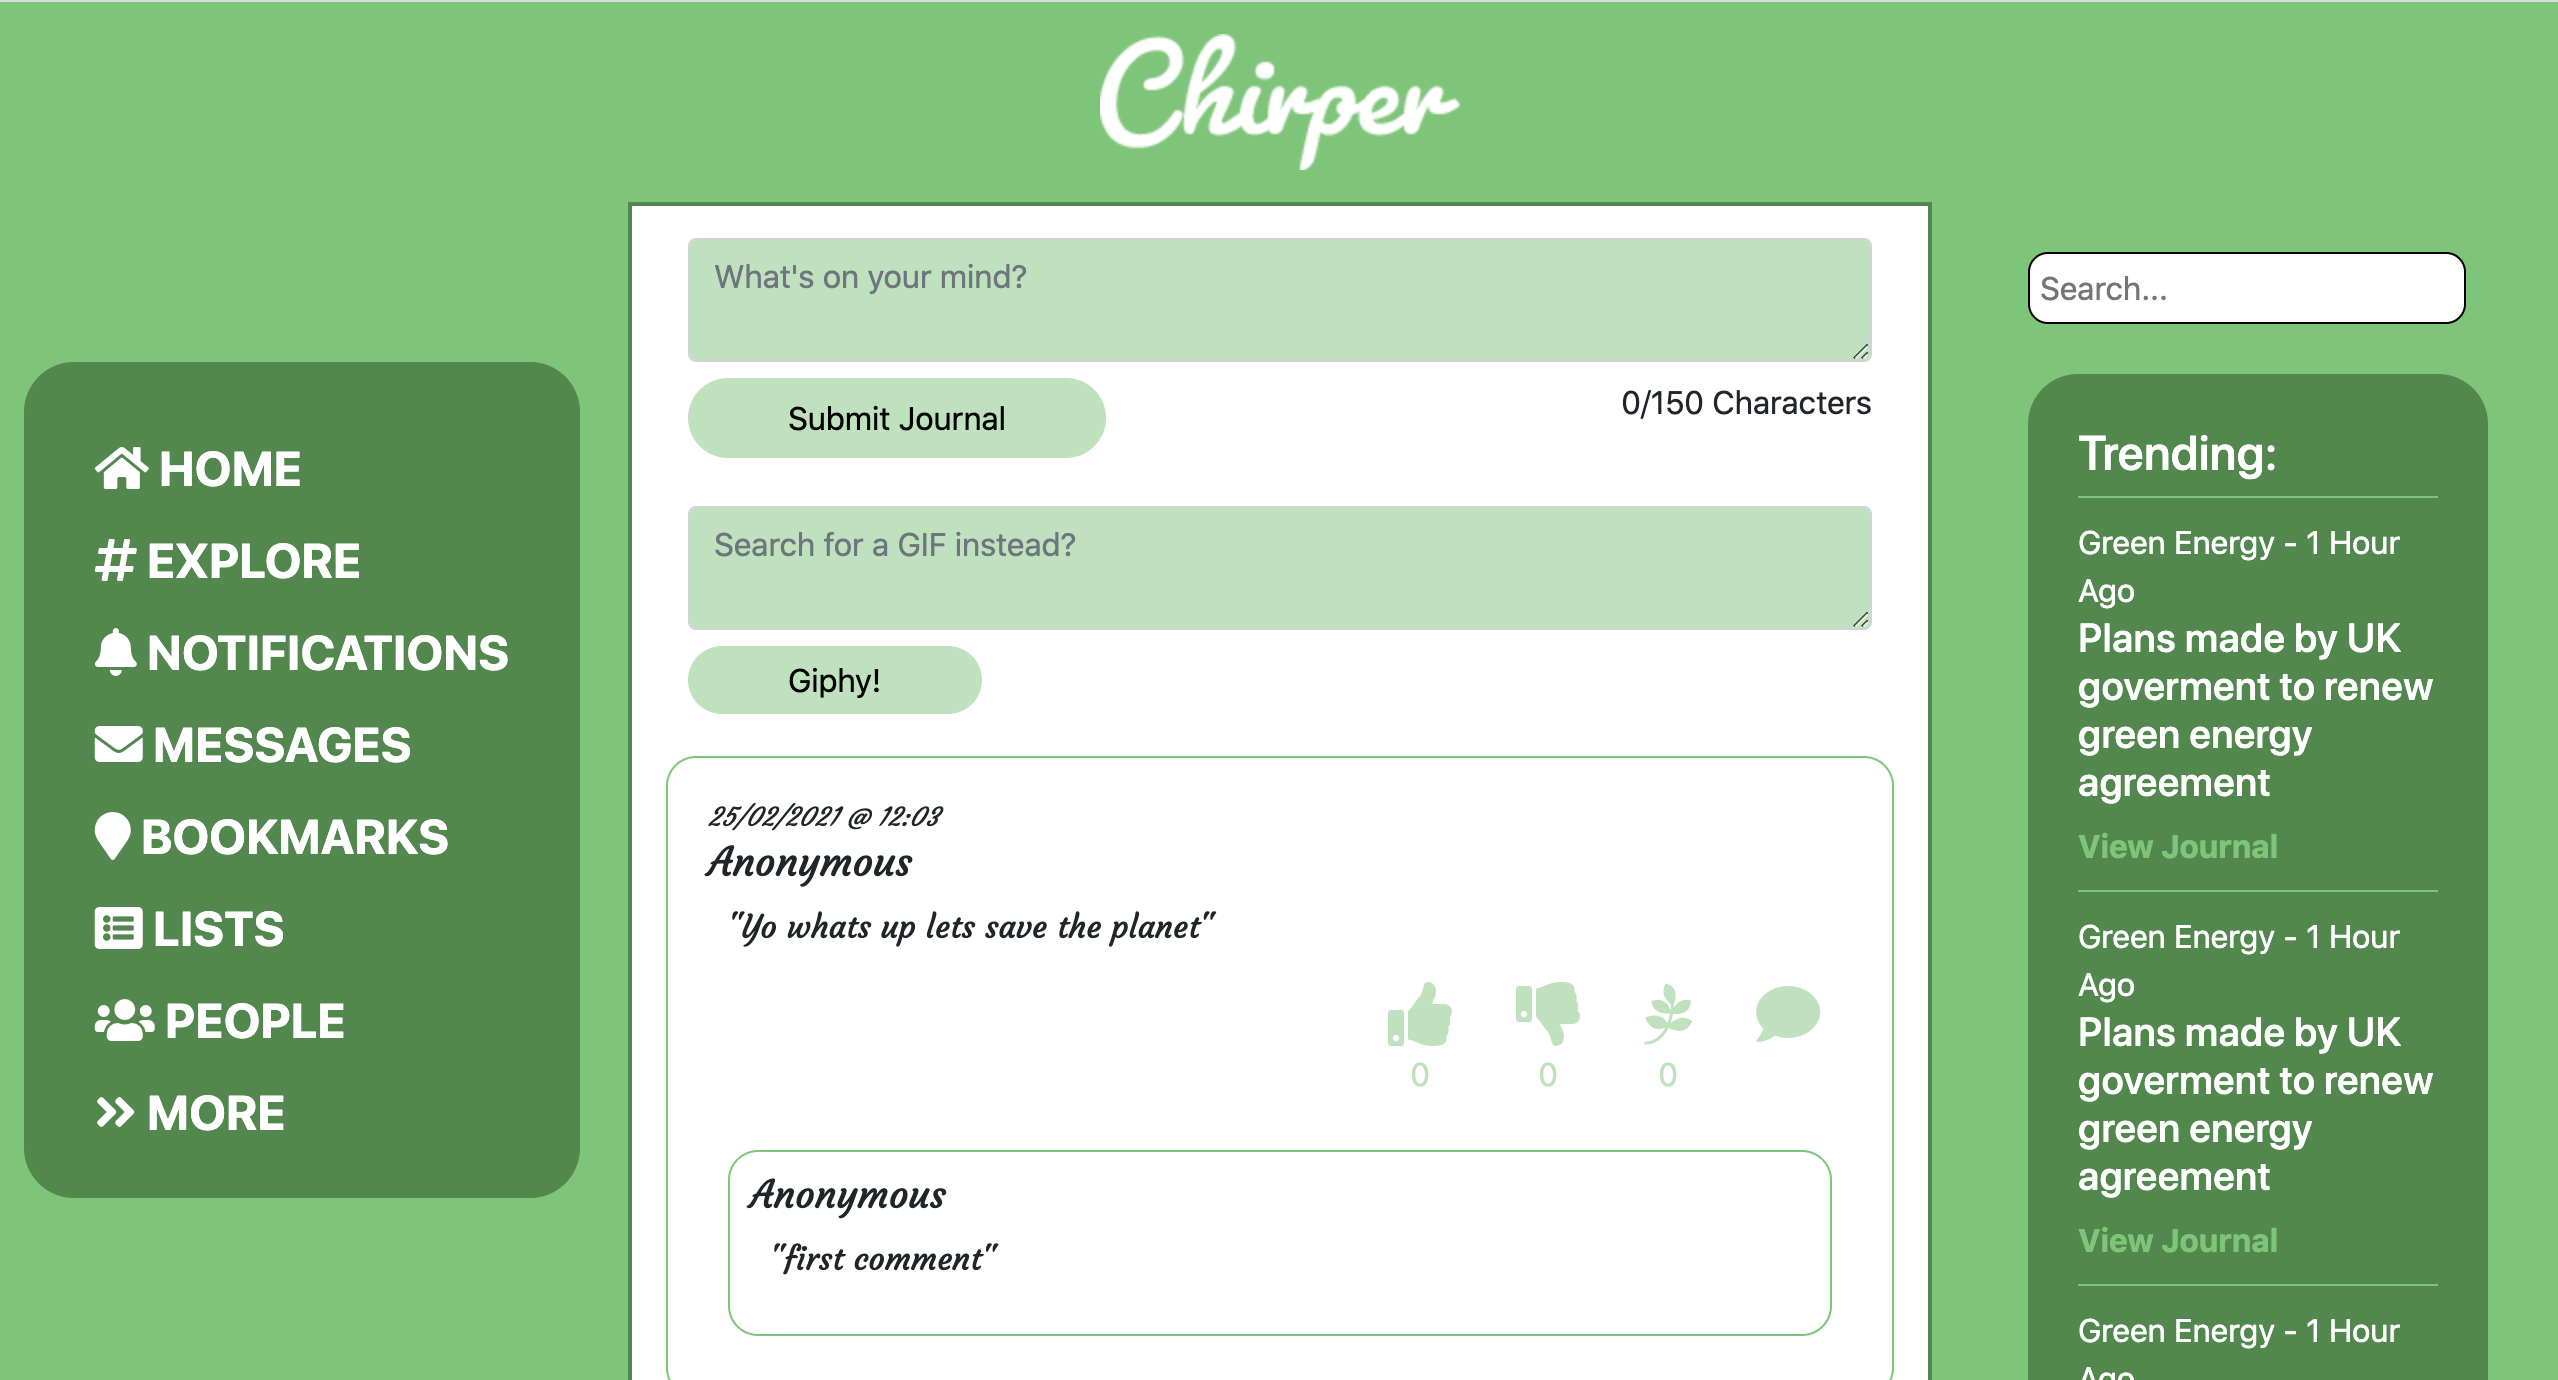 Chirper
HOME
# EXPLORE
NOTIFICATIONS
MESSAGES
BOOKMARKS
LISTS
PEOPLE
MORE
What's on your mind?
Submit Journal
0/150 Characters
Search for a GIF instead?
Giphy!
25/02/2021 @ 12:03
Anonymous
"Yo whats up lets save the planet"
0 0 0
Anonymous
"first comment"
Search...
Trending:
Green Energy - 1 Hour
Ago
Plans made by UK
goverment to renew
green energy
agreement
View Journal
Green Energy - 1 Hour
Ago
Plans made by UK
goverment to renew
green energy
agreement
View Journal
Green Energy - 1 Hour
Ago